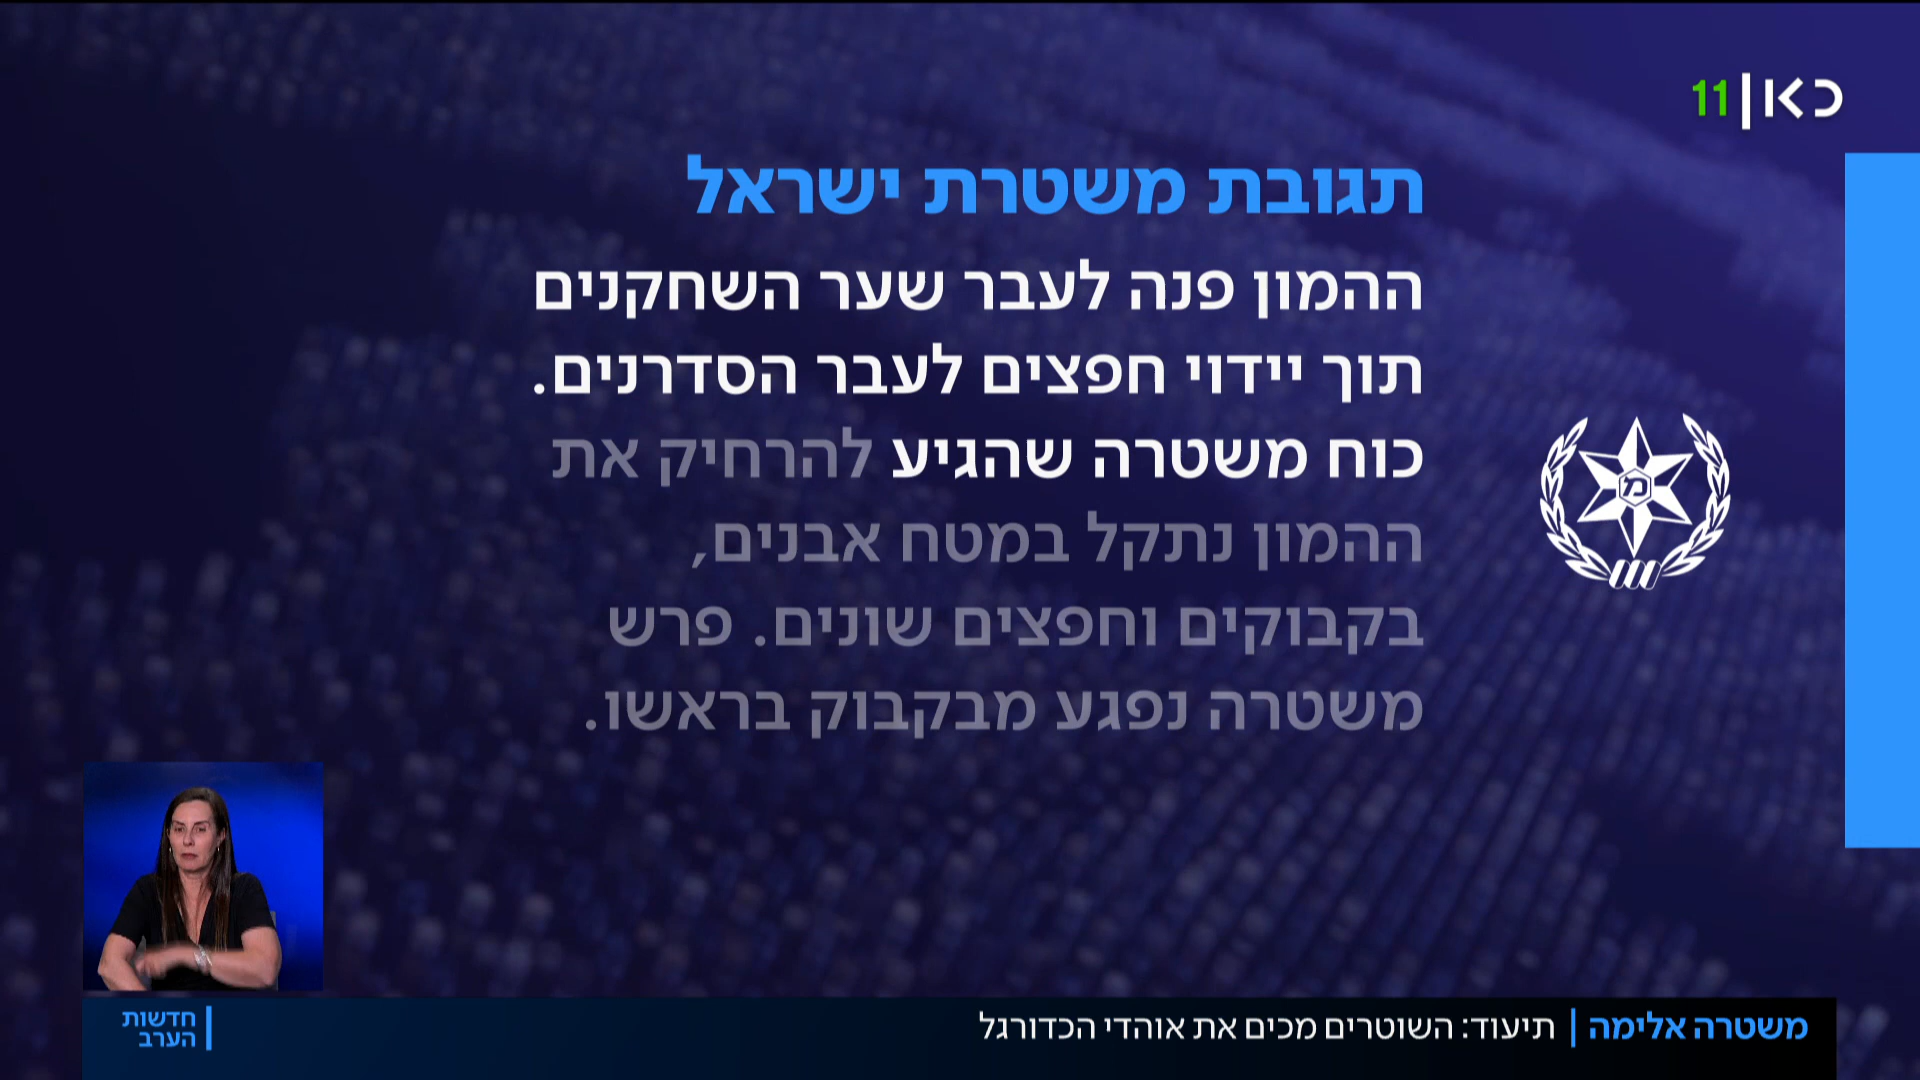 כאן|11
תגובת משטרת ישראל
ההמון פנה לעבר שער השחקנים
תוך יידוי חפצים לעבר הסדרנים.
כוח משטרה שהגיע להרחיק את
ההמון נתקל במטח אבנים,
בקבוקים וחפצים שונים. פרש
משטרה נפגע מבקבוק בראשו.
מי
משטרה אלימה | תיעוד: השוטרים מכים את אוהדי הכדורגל
חדשות
הערב